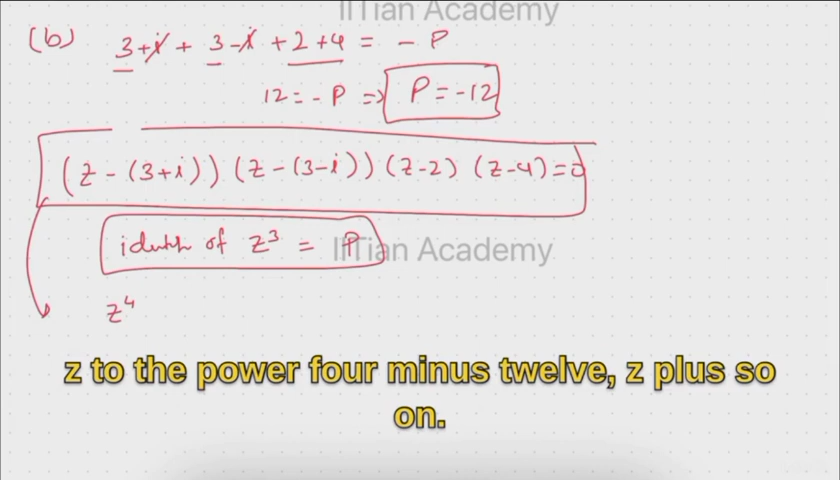 IITian Academy
(b) 3+i + 3-i + 2+4 = - P
12 = - P => P = -12
(z - (3+i)) (z - (3-i)) (z-2) (z-4) = 0
of z³ = P
IITian Academy
z⁴
z to the power four minus twelve, z plus so
on.